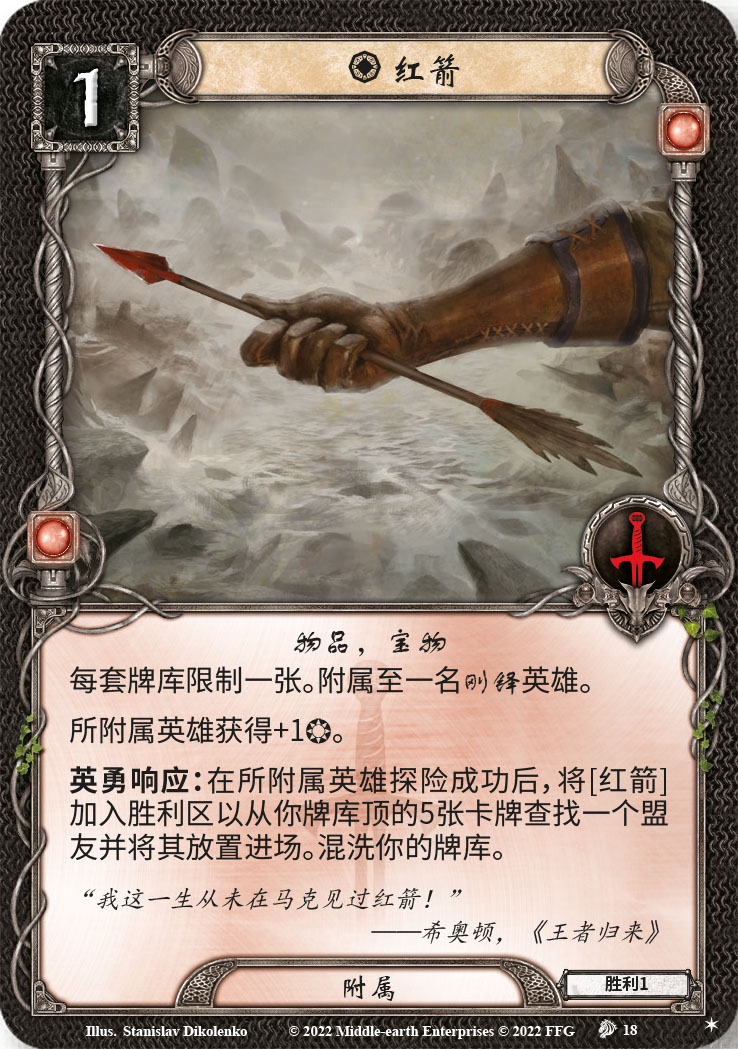 1
红箭
物品，宝物
每套牌库限制一张。附属至一名刚铎英雄。
所附属英雄获得+1。
英勇响应：在所附属英雄探险成功后，将[红箭]
加入胜利区以从你牌库顶的5张卡牌查找一个盟
友并将其放置进场。混洗你的牌库。
“我这一生从未在马克见过红箭！”
——希奥顿，《王者归来》
附属
胜利1
Illus. Stanislav Dikolenko © 2022 Middle-earth Enterprises © 2022 FFG 18